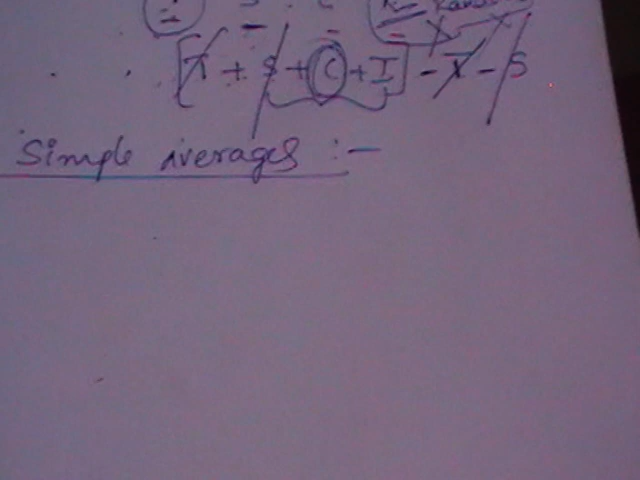 [T + S + C + I] - T - S
Simple averages :-